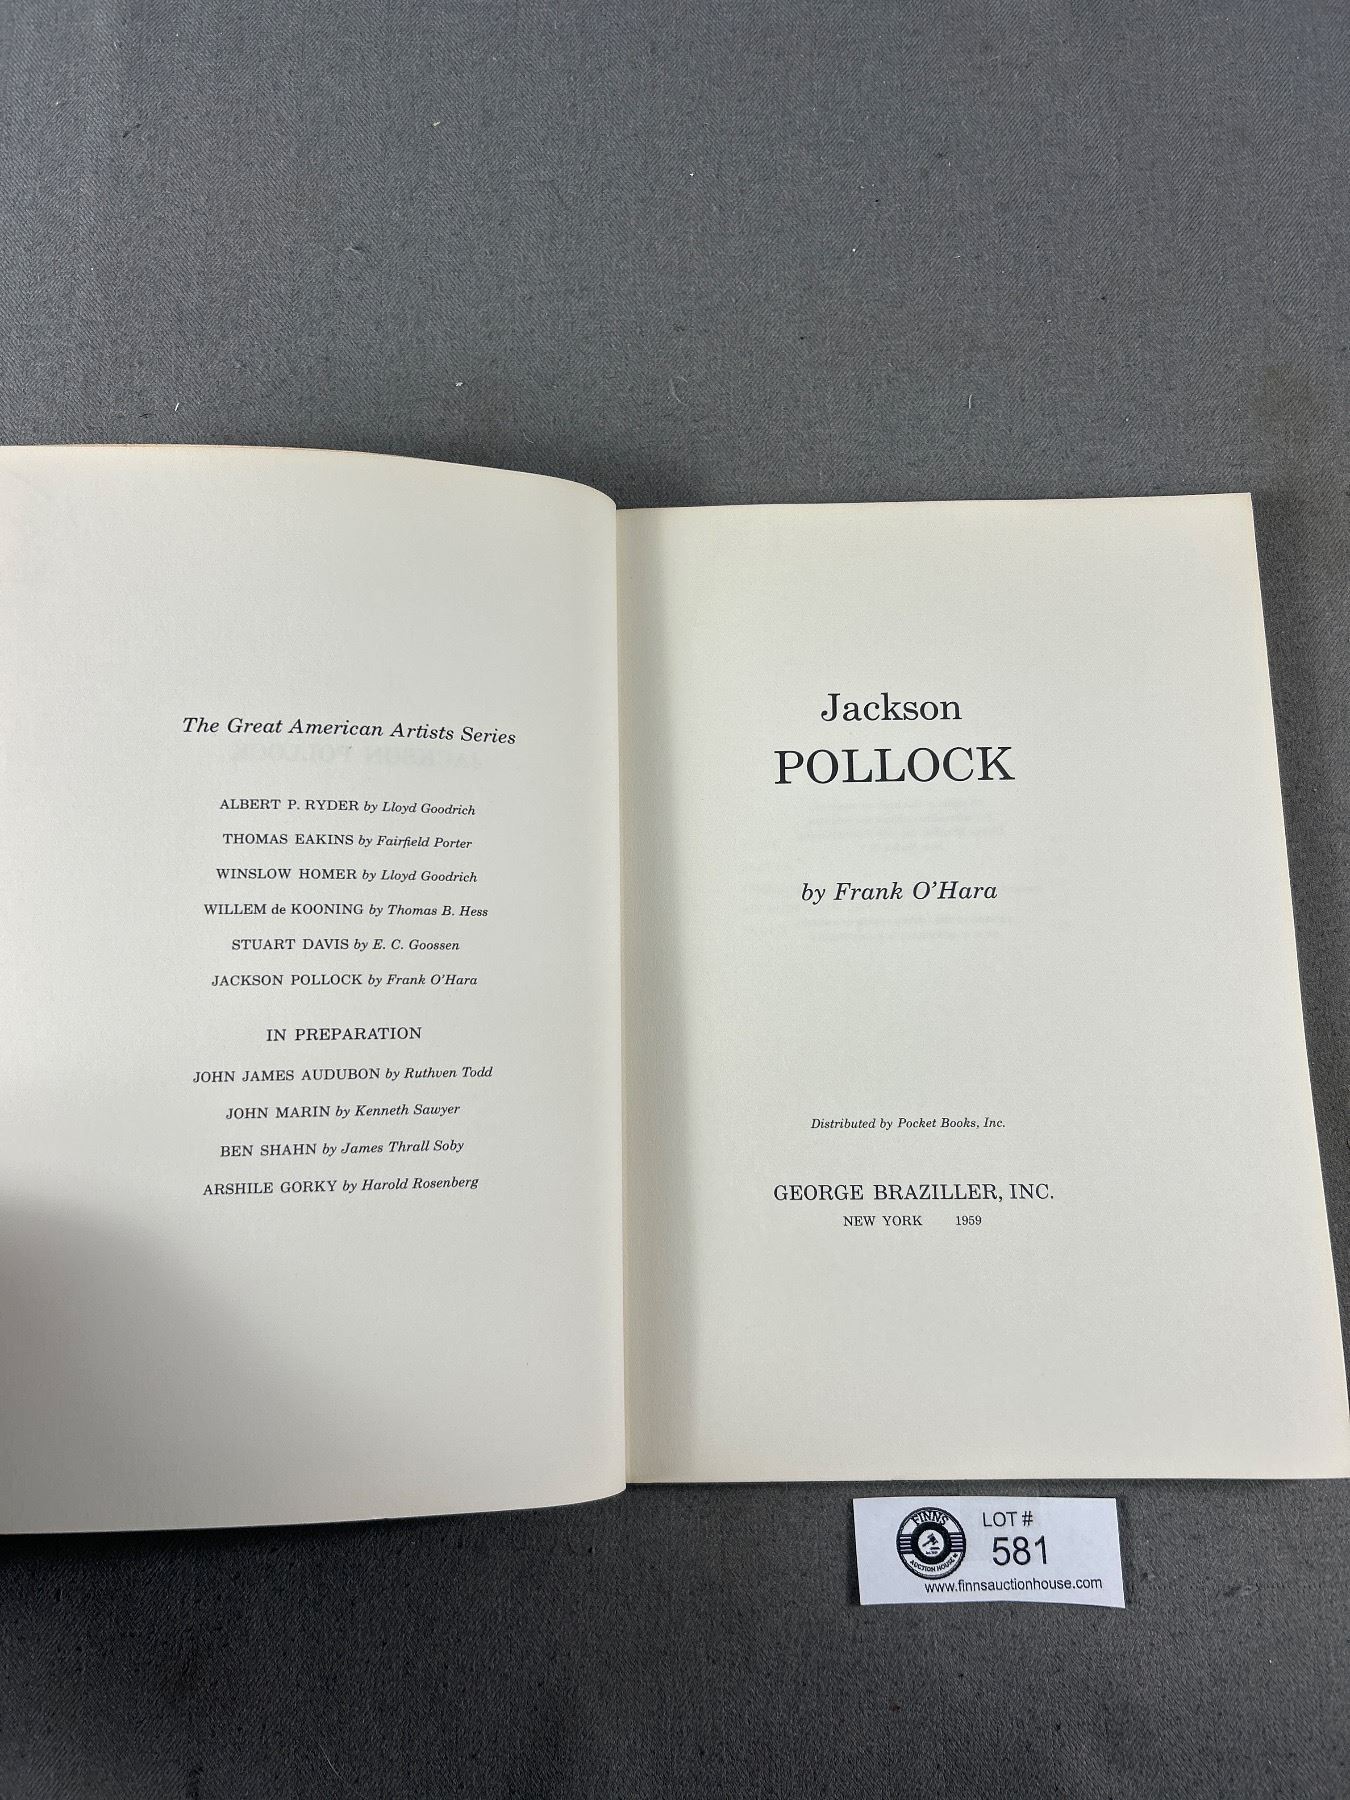 The Great American Artists Series
ALBERT P. RYDER by Lloyd Goodrich
THOMAS EAKINS by Fairfield Porter
WINSLOW HOMER by Lloyd Goodrich
WILLEM de KOONING by Thomas B. Hess
STUART DAVIS by E. C. Goossen
JACKSON POLLOCK by Frank O'Hara
IN PREPARATION
JOHN JAMES AUDUBON by Ruthven Todd
JOHN MARIN by Kenneth Sawyer
BEN SHAHN by James Thrall Soby
ARSHILE GORKY by Harold Rosenberg
Jackson
POLLOCK
by Frank O'Hara
Distributed by Pocket Books, Inc.
GEORGE BRAZILLER, INC.
NEW YORK 1959
FINNS
AUCTION HOUSE
LOT #
581
www.finnsauctionhouse.com